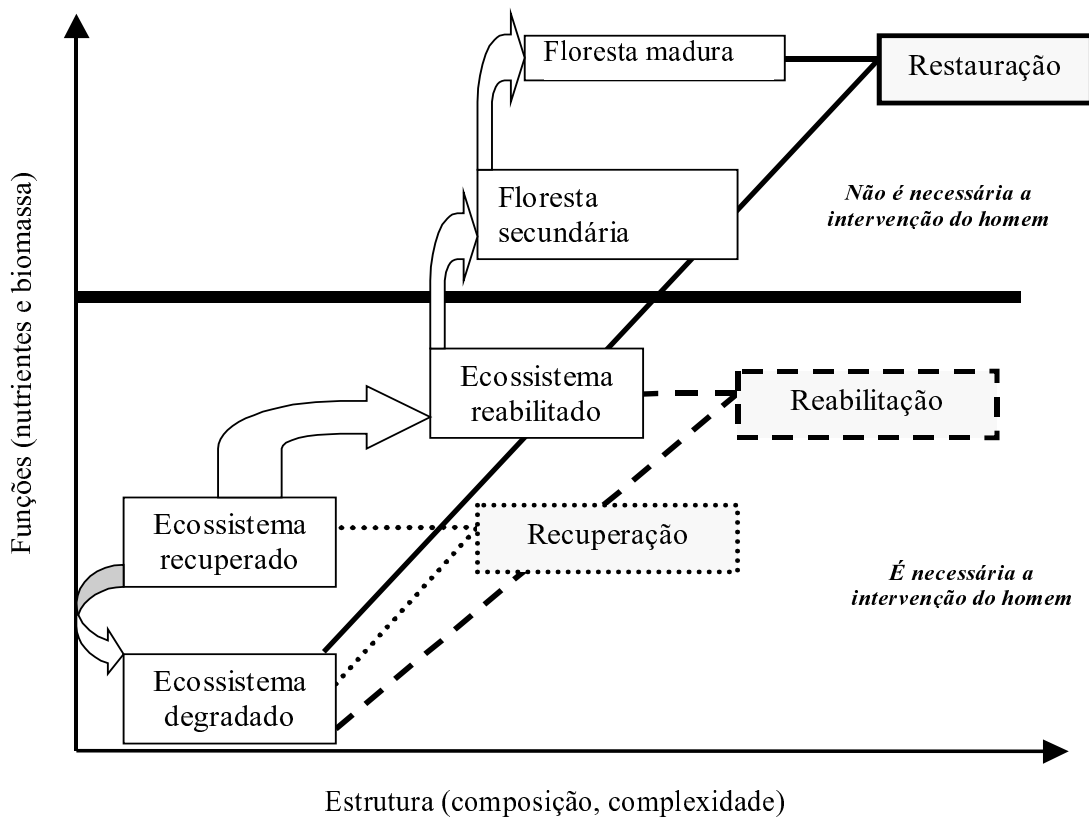 Floresta madura
Restauração
Não é necessária a
intervenção do homem
Floresta
secundária
Funções (nutrientes e biomassa)
Ecossistema
reabilitado
Reabilitação
Ecossistema
recuperado
Recuperação
É necessária a
intervenção do homem
Ecossistema
degradado
Estrutura (composição, complexidade)